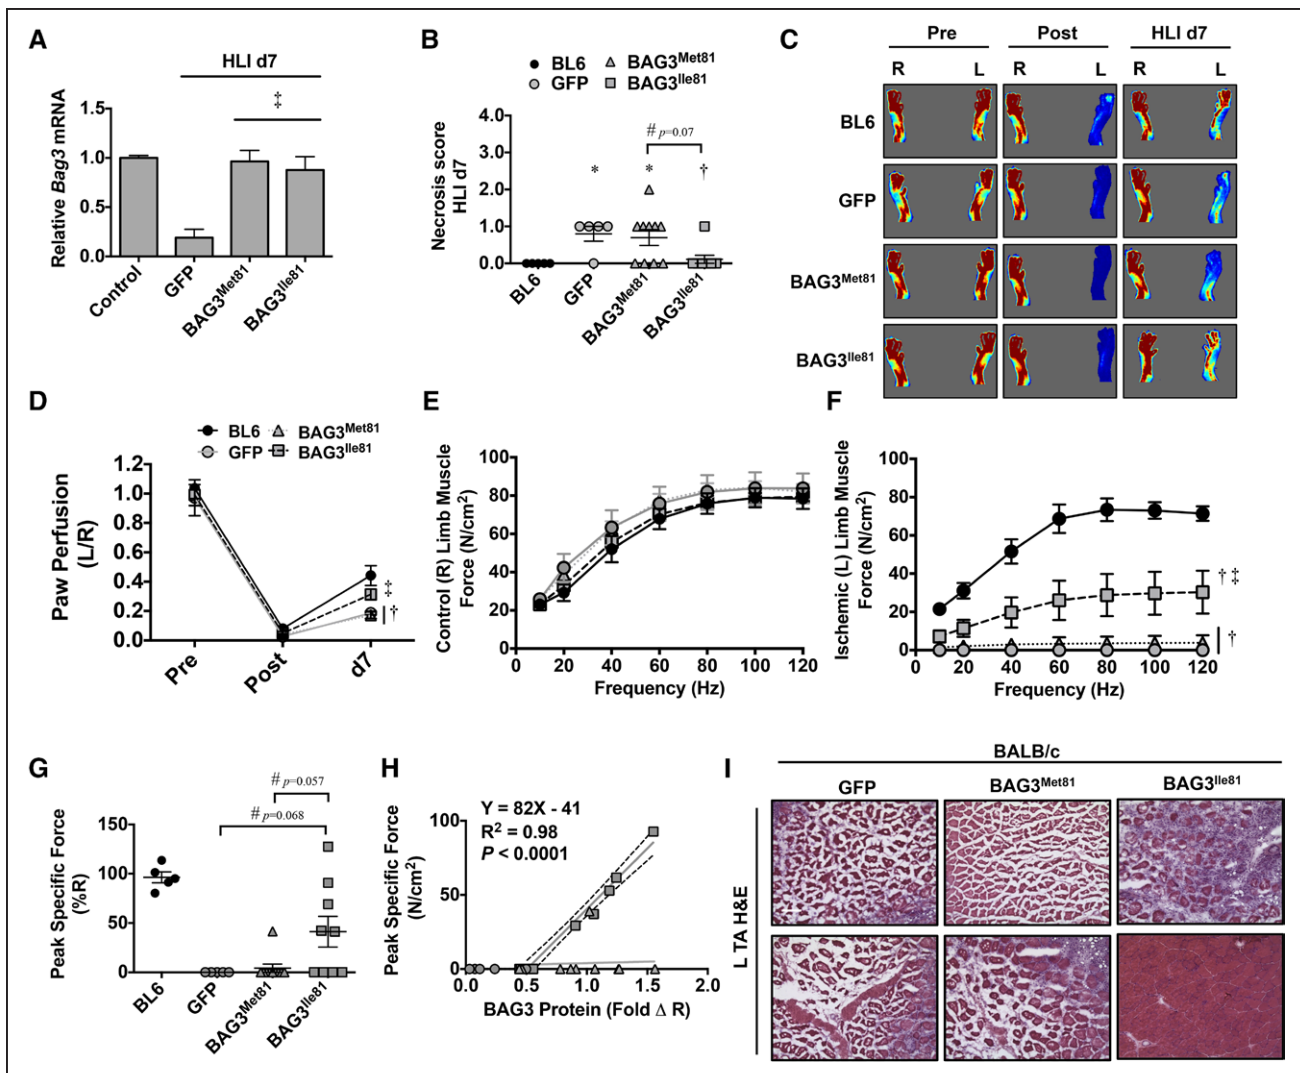 A
HLI d7
‡
Relative Bag3 mRNA
1.5
1.0
0.5
0.0
Control
GFP
BAG3Met81
BAG3Ile81
B
BL6
BAG3Met81
GFP
BAG3Ile81
Necrosis score
HLI d7
4.0
3.0
2.0
1.0
0.0
# p=0.07
*
*
†
BL6
GFP
BAG3Met81
BAG3Ile81
C
Pre
Post
HLI d7
R L R L R L
BL6
GFP
BAG3Met81
BAG3Ile81
D
BL6
BAG3Met81
GFP
BAG3Ile81
Paw Perfusion
(L/R)
1.2
1.0
0.8
0.6
0.4
0.2
0.0
‡
†
Pre
Post
d7
E
Control (R) Limb Muscle
Force (N/cm2)
100
80
60
40
20
0
0 20 40 60 80 100 120
Frequency (Hz)
F
Ischemic (L) Limb Muscle
Force (N/cm2)
100
80
60
40
20
0
†‡
†
0 20 40 60 80 100 120
Frequency (Hz)
G
# p=0.057
# p=0.068
Peak Specific Force
(%R)
150
100
50
0
BL6
GFP
BAG3Met81
BAG3Ile81
H
Y = 82X - 41
R2 = 0.98
P < 0.0001
Peak Specific Force
(N/cm2)
100
50
0
0.0 0.5 1.0 1.5 2.0
BAG3 Protein (Fold Δ R)
I
BALB/c
GFP
BAG3Met81
BAG3Ile81
L TA H&E